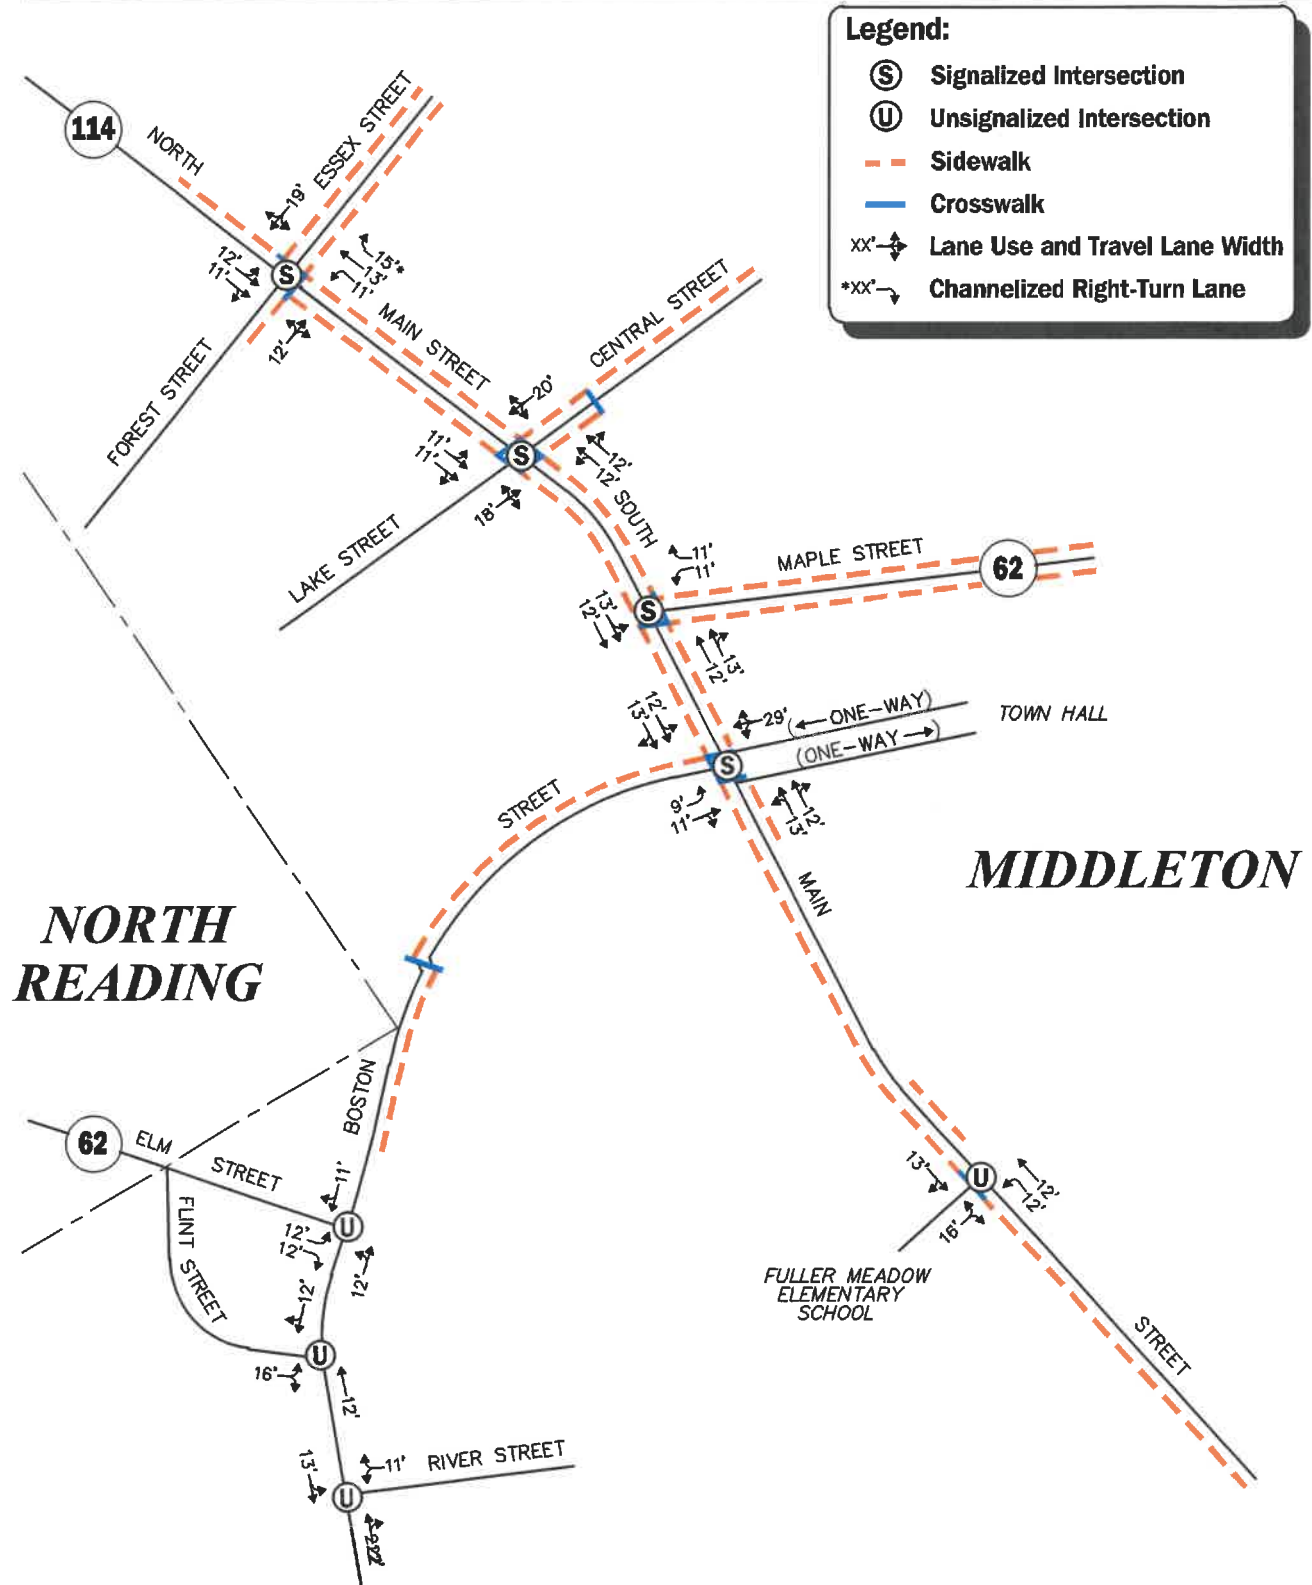 Legend:
S Signalized Intersection
U Unsignalized Intersection
Sidewalk
Crosswalk
XX' Lane Use and Travel Lane Width
*XX' Channelized Right-Turn Lane
114
NORTH
ESSEX STREET
19'
15'*
13'
11'
12'
11'
S
12'
FOREST STREET
MAIN STREET
CENTRAL STREET
20'
11'
11'
S
12'
12'
18'
LAKE STREET
SOUTH
11'
11'
MAPLE STREET
62
13'
12'
S
13'
12'
12'
13'
29'
(ONE-WAY)
TOWN HALL
(ONE-WAY)
S
STREET
9'
11'
12'
13'
MAIN
MIDDLETON
NORTH
READING
BOSTON
62
ELM
STREET
11'
FLINT STREET
12'
12'
U
12'
12'
U
16'
12'
13'
11'
RIVER STREET
U
13'
U
12'
12'
16'
FULLER MEADOW
ELEMENTARY
SCHOOL
STREET